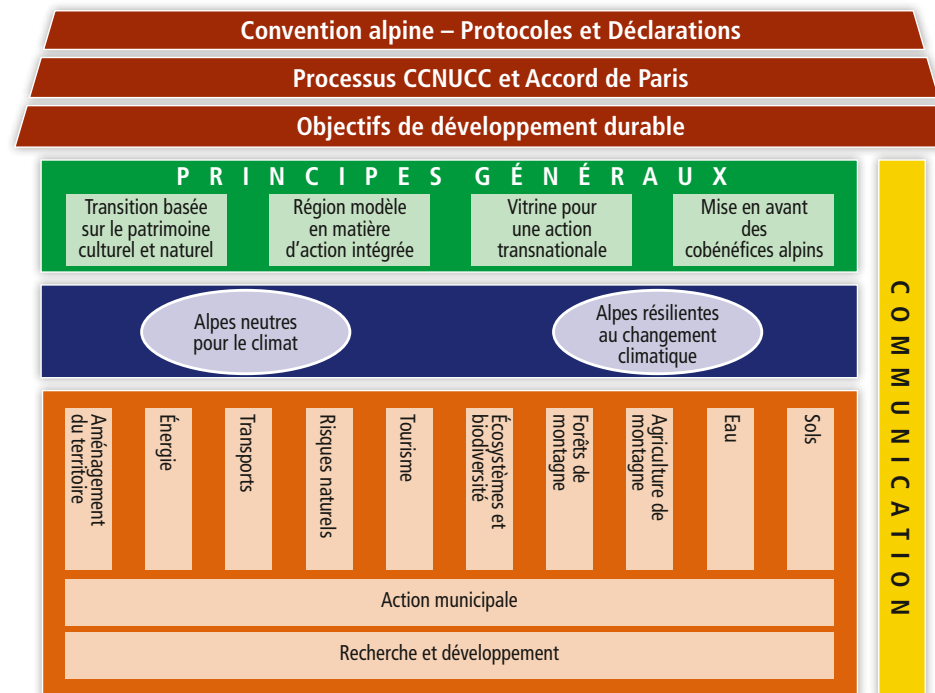 Convention alpine – Protocoles et Déclarations
Processus CCNUCC et Accord de Paris
Objectifs de développement durable
PRINCIPES GÉNÉRAUX
Transition basée
sur le patrimoine
culturel et naturel
Région modèle
en matière
d'action intégrée
Vitrine pour
une action
transnationale
Mise en avant
des
cobénéfices alpins
Alpes neutres
pour le climat
Alpes résilientes
au changement
climatique
Aménagement
du territoire
Énergie
Transports
Risques naturels
Tourisme
Écosystèmes et
biodiversité
Forêts de
montagne
Agriculture de
montagne
Eau
Sols
Action municipale
Recherche et développement
COMMUNICATION